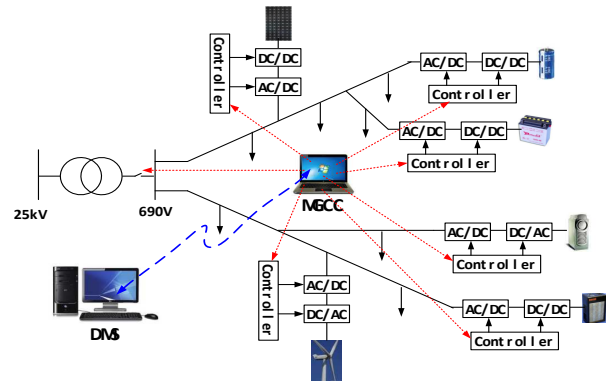 Controller
DC/DC
AC/DC
AC/DC
DC/DC
Controller
AC/DC
DC/DC
Controller
25kV
690V
MGCC
AC/DC
DC/AC
Controller
Controller
AC/DC
DC/AC
AC/DC
DC/DC
Controller
DMS